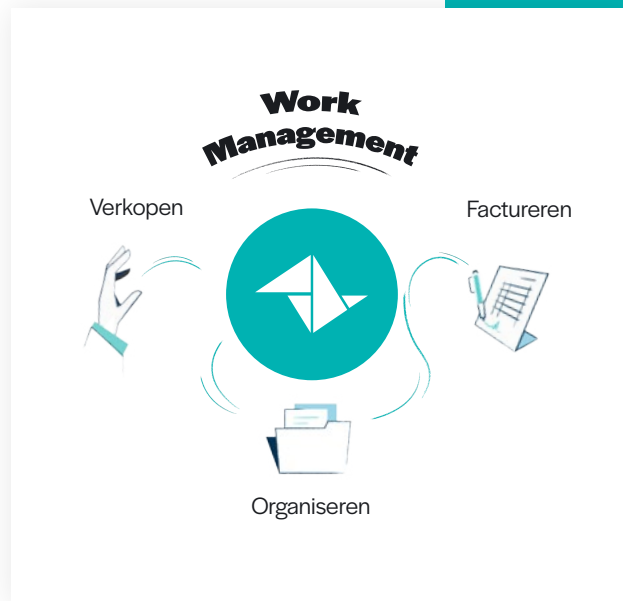 Work
Management
Verkopen
Factureren
Organiseren